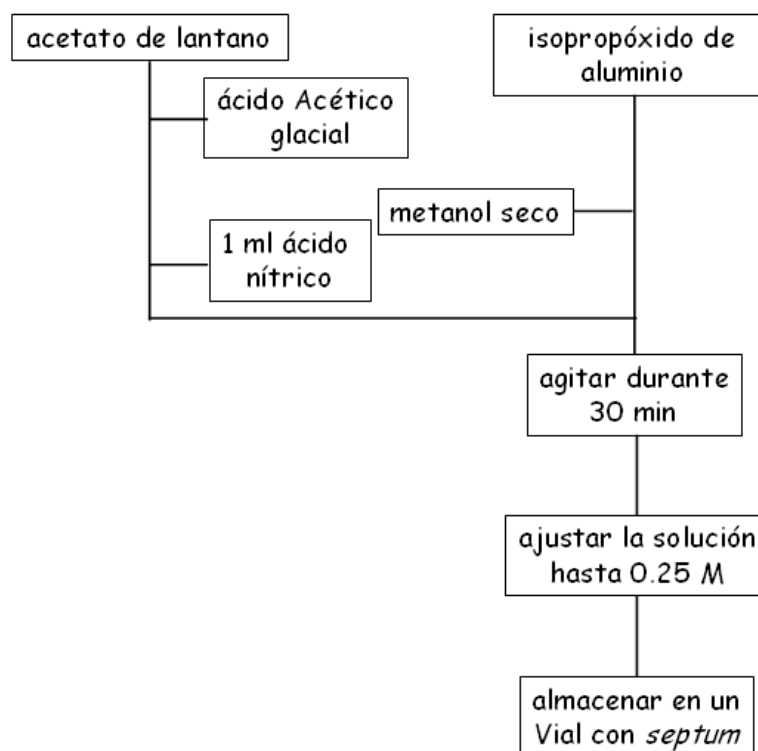 acetato de lantano
isopropóxido de
aluminio
ácido Acético
glacial
metanol seco
1 ml ácido
nítrico
agitar durante
30 min
ajustar la solución
hasta 0.25 M
almacenar en un
Vial con septum